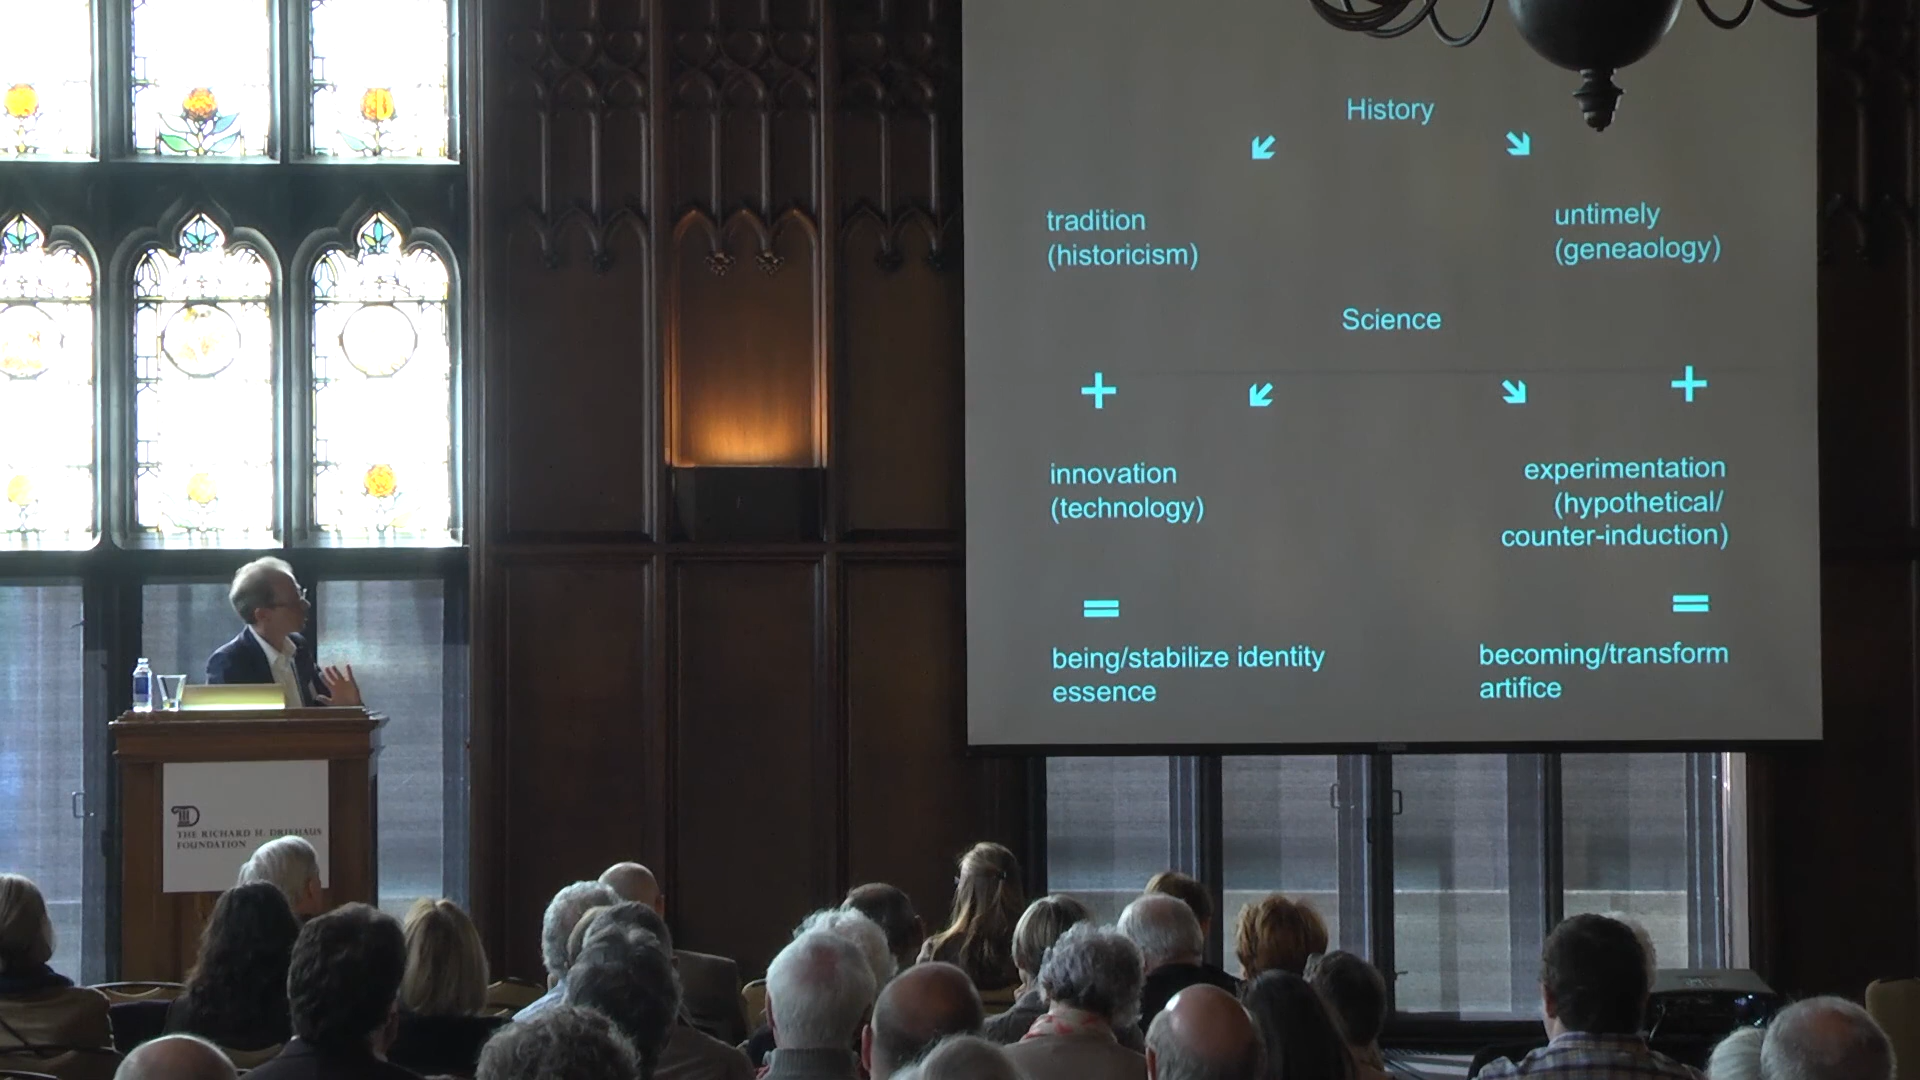 History
tradition
(historicism)
untimely
(geneaology)
Science
+
+
innovation
(technology)
experimentation
(hypothetical/
counter-induction)
=
=
being/stabilize identity
essence
becoming/transform
artifice
THE RICHARD H. DRIEHAUS
FOUNDATION